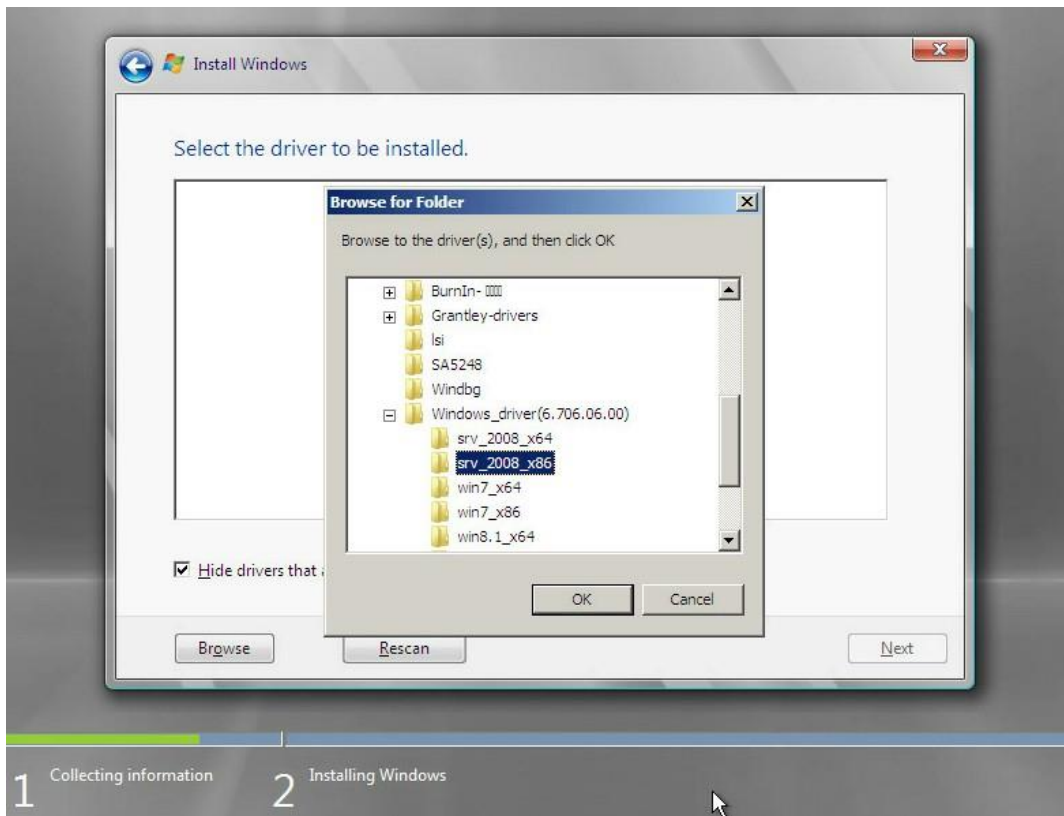 Install Windows
Select the driver to be installed.
Browse for Folder
Browse to the driver(s), and then click OK
BurnIn-
Grantley-drivers
lsi
SA5248
Windbg
Windows_driver(6.706.06.00)
srv_2008_x64
srv_2008_x86
win7_x64
win7_x86
win8.1_x64
Hide drivers that
OK
Cancel
Browse
Rescan
Next
1 Collecting information
2 Installing Windows